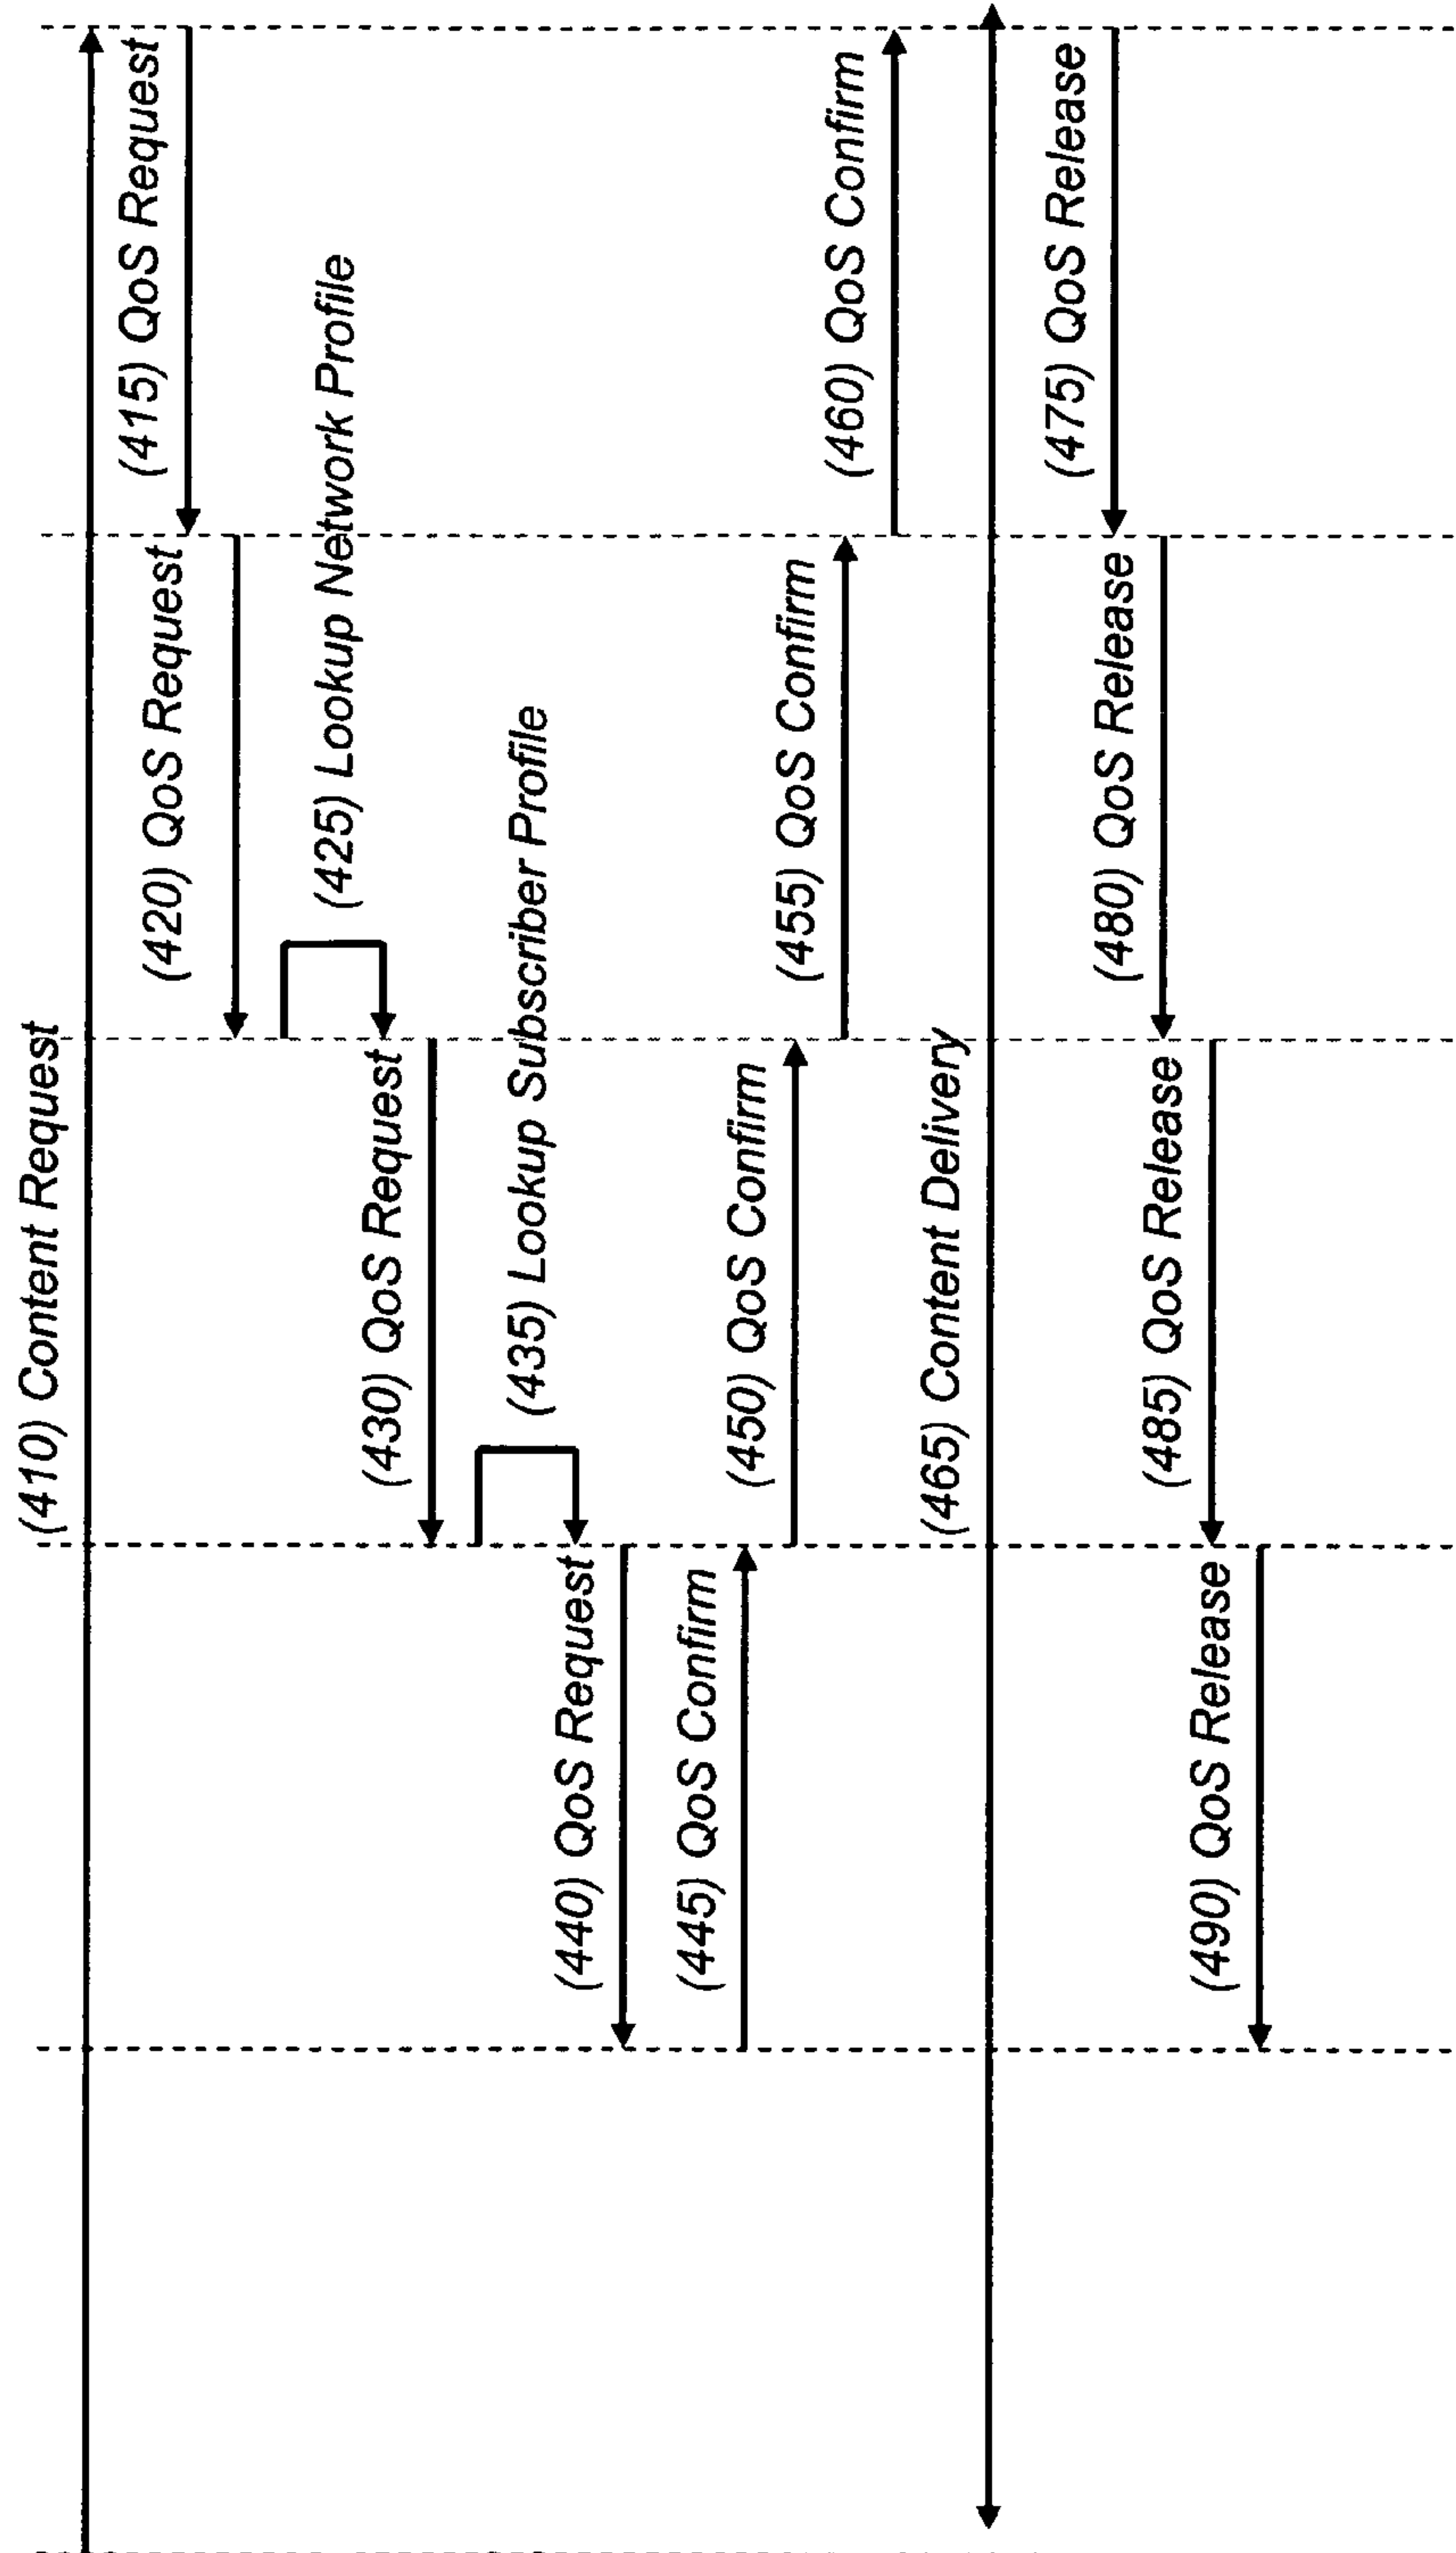 (410) Content Request
(415) QoS Request
(420) QoS Request
(425) Lookup Network Profile
(430) QoS Request
(435) Lookup Subscriber Profile
(440) QoS Request
(445) QoS Confirm
(450) QoS Confirm
(455) QoS Confirm
(460) QoS Confirm
(465) Content Delivery
(475) QoS Release
(480) QoS Release
(485) QoS Release
(490) QoS Release